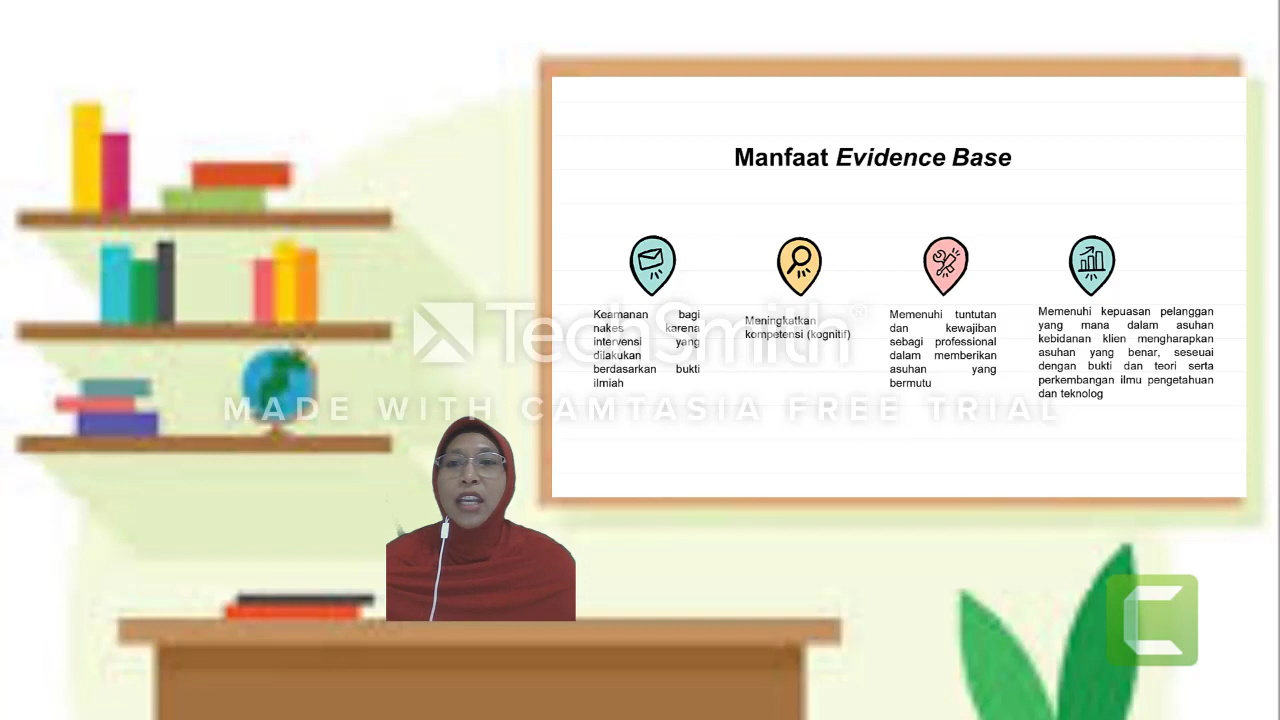 Manfaat Evidence Base
Keamanan bagi
nakes karena
intervensi yang
dilakukan
berdasarkan bukti
ilmiah
Meningkatkan
kompetensi (kognitif)
Memenuhi tuntutan
dan kewajiban
sebagi professional
dalam memberikan
asuhan yang
bermutu
Memenuhi kepuasan pelanggan
yang mana dalam asuhan
kebidanan klien mengharapkan
asuhan yang benar, seseuai
dengan bukti dan teori serta
perkembangan ilmu pengetahuan
dan teknolog
TechSmith®
MADE WITH CAMTASIA FREE TRIAL